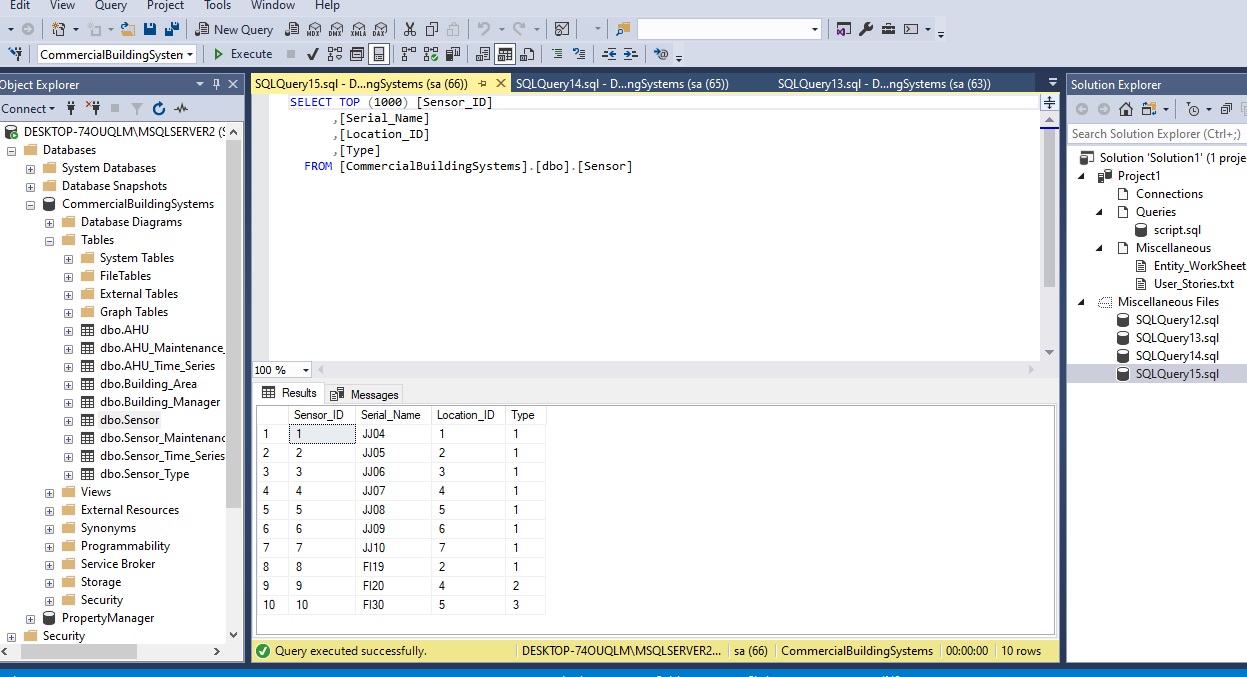 Edit View Query Project Tools Window Help
New Query MDX DMX XMLA DAX
CommercialBuildingSystem Execute
Object Explorer
Connect
DESKTOP-74OUQLM\MSQLSERVER2 (S
Databases
System Databases
Database Snapshots
CommercialBuildingSystems
Database Diagrams
Tables
System Tables
FileTables
External Tables
Graph Tables
dbo.AHU
dbo.AHU_Maintenance_
dbo.AHU_Time_Series
dbo.Building_Area
dbo.Building_Manager
dbo.Sensor
dbo.Sensor_Maintenanc
dbo.Sensor_Time_Series
dbo.Sensor_Type
Views
External Resources
Synonyms
Programmability
Service Broker
Storage
Security
PropertyManager
Security
SQLQuery15.sql - D...ngSystems (sa (66)) SQLQuery14.sql - D...ngSystems (sa (65)) SQLQuery13.sql - D...ngSystems (sa (63))
SELECT TOP (1000) [Sensor_ID]
,[Serial_Name]
,[Location_ID]
,[Type]
FROM [CommercialBuildingSystems].[dbo].[Sensor]
100 %
Results Messages
Sensor_ID Serial_Name Location_ID Type
1 1 JJ04 1 1
2 2 JJ05 2 1
3 3 JJ06 3 1
4 4 JJ07 4 1
5 5 JJ08 5 1
6 6 JJ09 6 1
7 7 JJ10 7 1
8 8 FI19 2 1
9 9 FI20 4 2
10 10 FI30 5 3
Query executed successfully. DESKTOP-74OUQLM\MSQLSERVER2... sa (66) CommercialBuildingSystems 00:00:00 10 rows
Solution Explorer
Search Solution Explorer (Ctrl+;)
Solution 'Solution1' (1 proje
Project1
Connections
Queries
script.sql
Miscellaneous
Entity_WorkSheet
User_Stories.txt
Miscellaneous Files
SQLQuery12.sql
SQLQuery13.sql
SQLQuery14.sql
SQLQuery15.sql